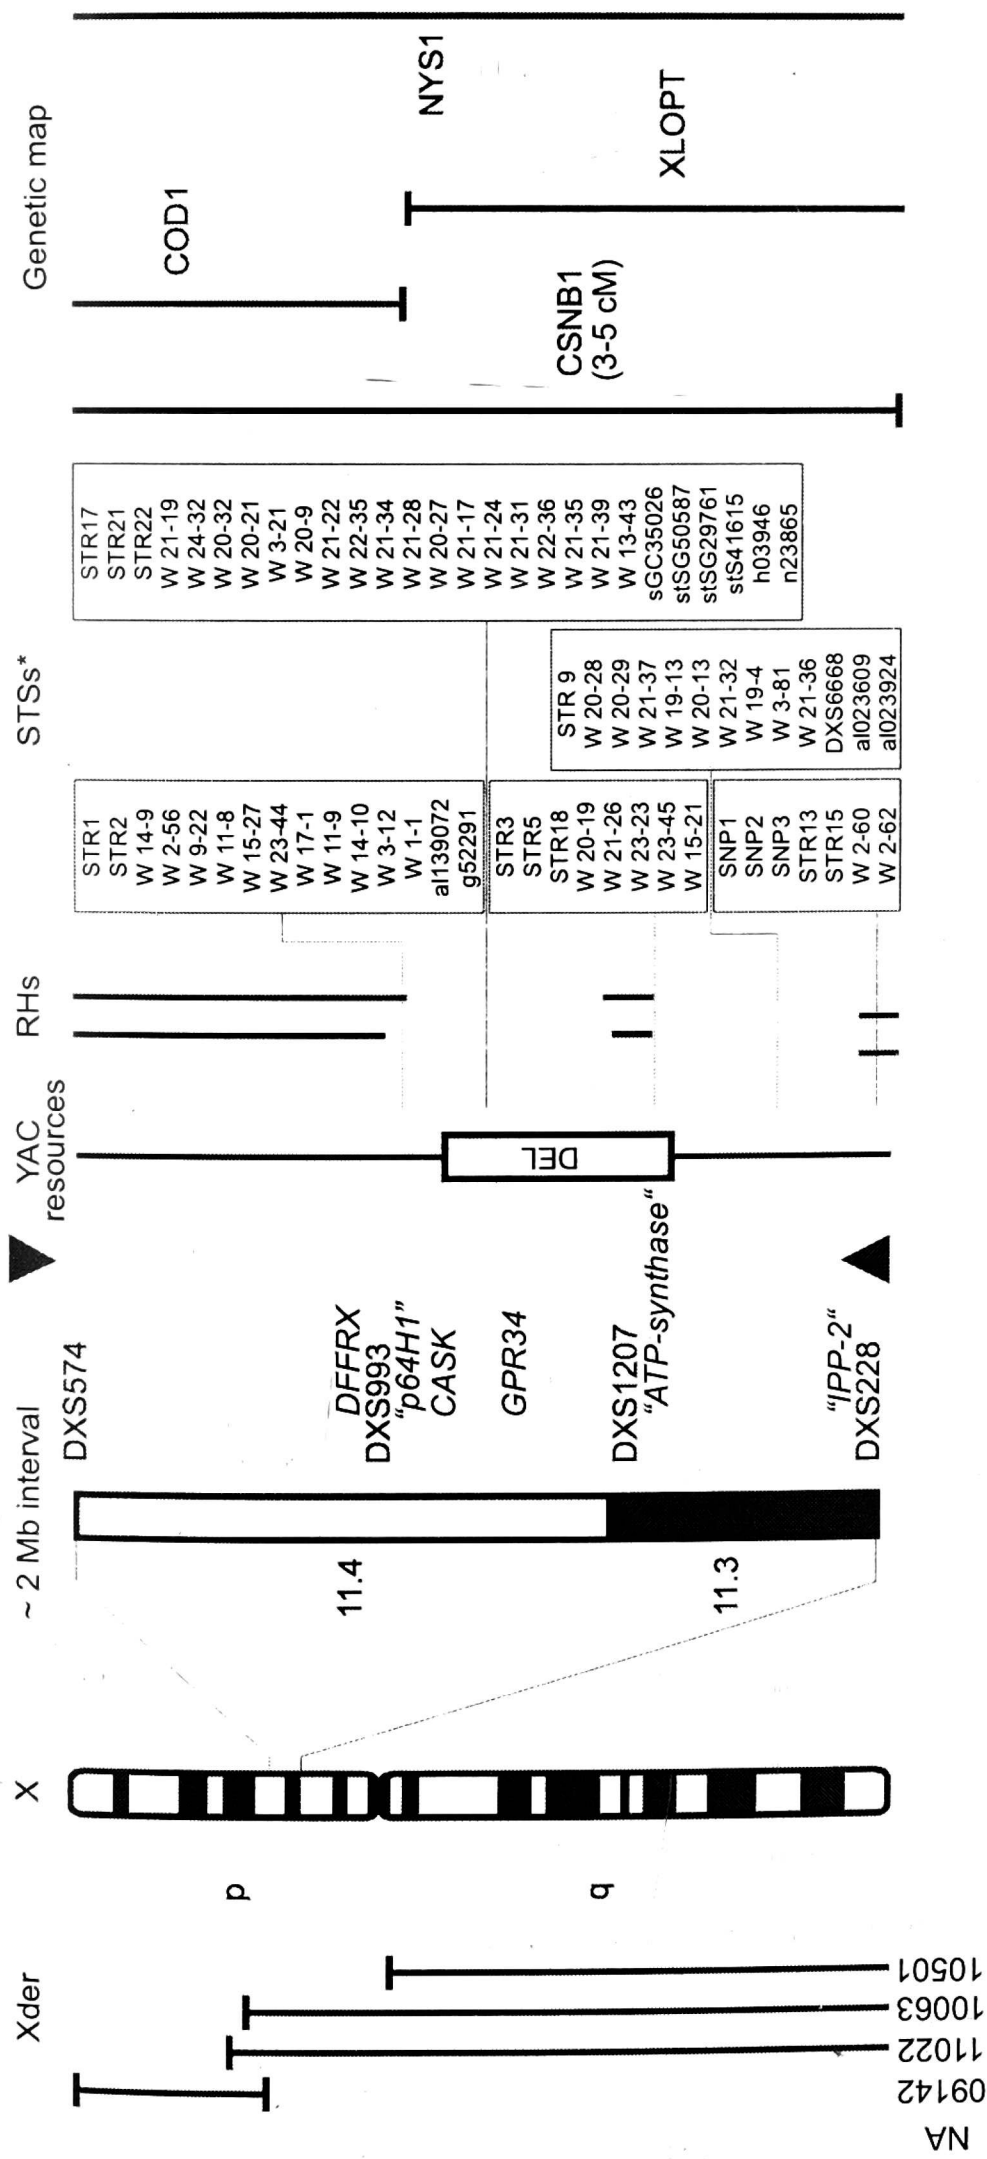 Xder
X
~ 2 Mb interval
YAC
resources
RHs
STSs*
Genetic map
NA
09142
11022
10063
10501
p
q
11.4
11.3
DXS574
DFFRX
DXS993
"p64H1"
CASK
GPR34
DXS1207
"ATP-synthase"
"IPP-2"
DXS228
DEL
STR1
STR2
W 14-9
W 2-56
W 9-22
W 11-8
W 15-27
W 23-44
W 17-1
W 11-9
W 14-10
W 3-12
W 1-1
al139072
g52291
STR3
STR5
STR18
W 20-19
W 21-26
W 23-23
W 23-45
W 15-21
SNP1
SNP2
SNP3
STR13
STR15
W 2-60
W 2-62
STR 9
W 20-28
W 20-29
W 21-37
W 19-13
W 20-13
W 21-32
W 19-4
W 3-81
W 21-36
DXS6668
al023609
al023924
STR17
STR21
STR22
W 21-19
W 24-32
W 20-32
W 20-21
W 3-21
W 20-9
W 21-22
W 22-35
W 21-34
W 21-28
W 20-27
W 21-17
W 21-24
W 21-31
W 22-36
W 21-35
W 21-39
W 13-43
sGC35026
stSG50587
stSG29761
stS41615
h03946
n23865
CSNB1
(3-5 cM)
COD1
XLOPT
NYS1